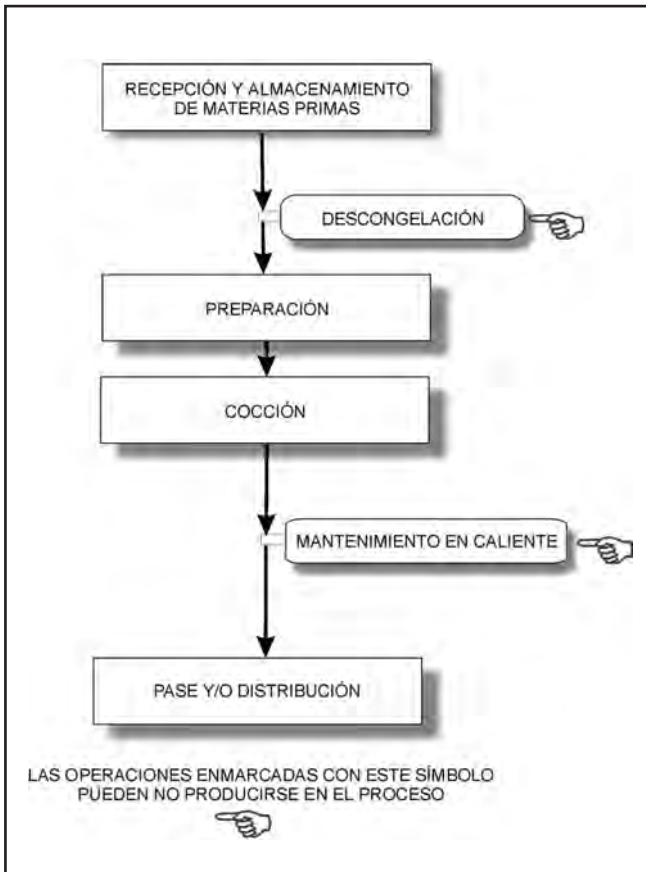 RECEPCIÓN Y ALMACENAMIENTO
DE MATERIAS PRIMAS
DESCONGELACIÓN
PREPARACIÓN
COCCIÓN
MANTENIMIENTO EN CALIENTE
PASE Y/O DISTRIBUCIÓN
LAS OPERACIONES ENMARCADAS CON ESTE SÍMBOLO
PUEDEN NO PRODUCIRSE EN EL PROCESO